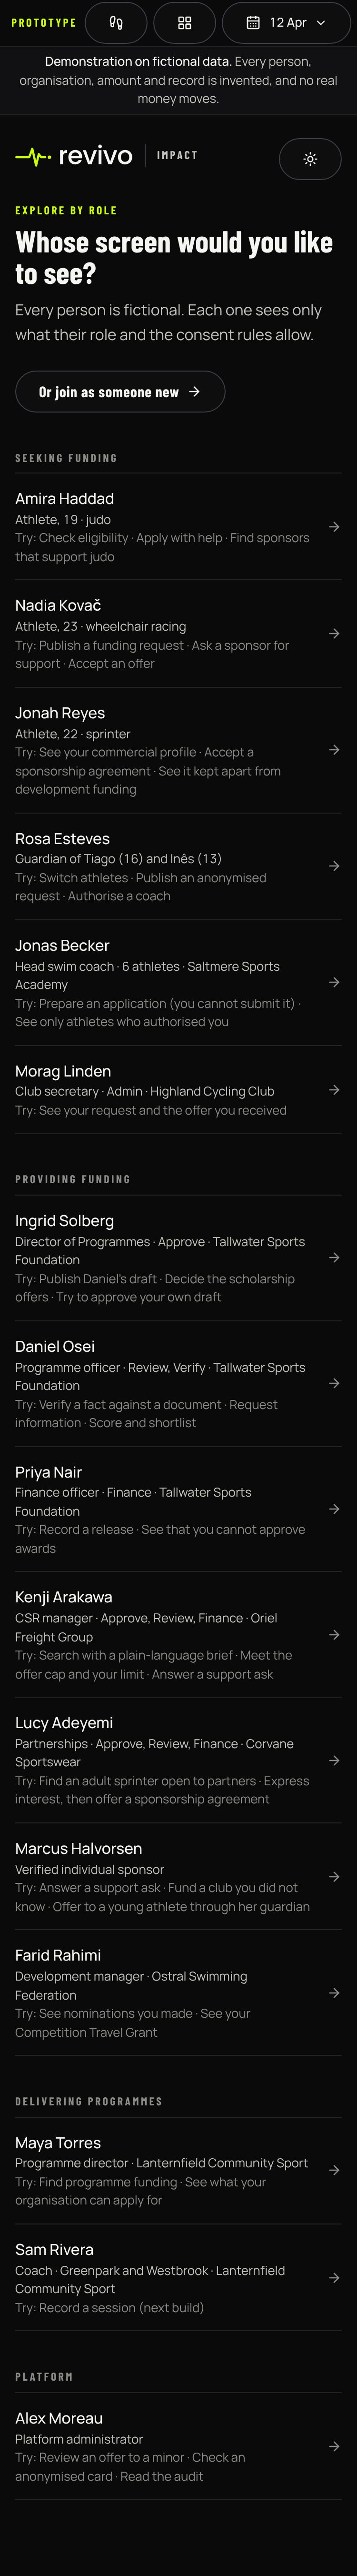 PROTOTYPE
12 Apr
Demonstration on fictional data. Every person,
organisation, amount and record is invented, and no real
money moves.
revivo
IMPACT
EXPLORE BY ROLE
Whose screen would you like
to see?
Every person is fictional. Each one sees only
what their role and the consent rules allow.
Or join as someone new
SEEKING FUNDING
Amira Haddad
Athlete, 19 · judo
Try: Check eligibility · Apply with help · Find sponsors
that support judo
Nadia Kovač
Athlete, 23 · wheelchair racing
Try: Publish a funding request · Ask a sponsor for
support · Accept an offer
Jonah Reyes
Athlete, 22 · sprinter
Try: See your commercial profile · Accept a
sponsorship agreement · See it kept apart from
development funding
Rosa Esteves
Guardian of Tiago (16) and Inês (13)
Try: Switch athletes · Publish an anonymised
request · Authorise a coach
Jonas Becker
Head swim coach · 6 athletes · Saltmere Sports
Academy
Try: Prepare an application (you cannot submit it) ·
See only athletes who authorised you
Morag Linden
Club secretary · Admin · Highland Cycling Club
Try: See your request and the offer you received
PROVIDING FUNDING
Ingrid Solberg
Director of Programmes · Approve · Tallwater Sports
Foundation
Try: Publish Daniel's draft · Decide the scholarship
offers · Try to approve your own draft
Daniel Osei
Programme officer · Review, Verify · Tallwater Sports
Foundation
Try: Verify a fact against a document · Request
information · Score and shortlist
Priya Nair
Finance officer · Finance · Tallwater Sports
Foundation
Try: Record a release · See that you cannot approve
awards
Kenji Arakawa
CSR manager · Approve, Review, Finance · Oriel
Freight Group
Try: Search with a plain-language brief · Meet the
offer cap and your limit · Answer a support ask
Lucy Adeyemi
Partnerships · Approve, Review, Finance · Corvane
Sportswear
Try: Find an adult sprinter open to partners · Express
interest, then offer a sponsorship agreement
Marcus Halvorsen
Verified individual sponsor
Try: Answer a support ask · Fund a club you did not
know · Offer to a young athlete through her guardian
Farid Rahimi
Development manager · Ostral Swimming
Federation
Try: See nominations you made · See your
Competition Travel Grant
DELIVERING PROGRAMMES
Maya Torres
Programme director · Lanternfield Community Sport
Try: Find programme funding · See what your
organisation can apply for
Sam Rivera
Coach · Greenpark and Westbrook · Lanternfield
Community Sport
Try: Record a session (next build)
PLATFORM
Alex Moreau
Platform administrator
Try: Review an offer to a minor · Check an
anonymised card · Read the audit